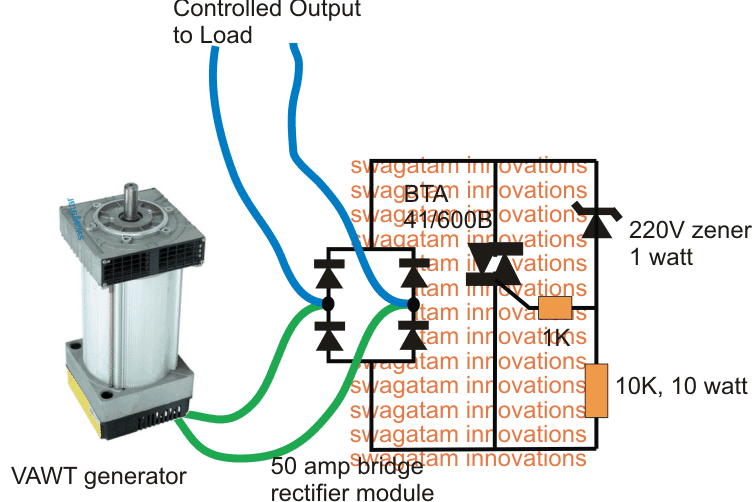 Controlled Output
to Load
swagatam innovations
swagatam innovations
BTA
41/600B
swagatam innovations
swagatam innovations
220V zener
1 watt
swagatam innovations
swagatam innovations
swagatam innovations
1K
swagatam innovations
swagatam innovations
10K, 10 watt
swagatam innovations
swagatam innovations
swagatam innovations
swagatam innovations
50 amp bridge
rectifier module
VAWT generator